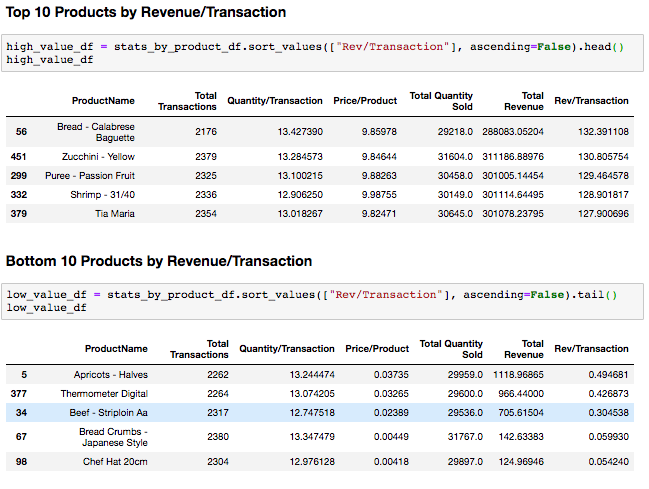 Top 10 Products by Revenue/Transaction
high_value_df = stats_by_product_df.sort_values(["Rev/Transaction"], ascending=False).head()
high_value_df
ProductName Total Transactions Quantity/Transaction Price/Product Total Quantity Sold Total Revenue Rev/Transaction
56 Bread - Calabrese Baguette 2176 13.427390 9.85978 29218.0 288083.05204 132.391108
451 Zucchini - Yellow 2379 13.284573 9.84644 31604.0 311186.88976 130.805754
299 Puree - Passion Fruit 2325 13.100215 9.88263 30458.0 301005.14454 129.464578
332 Shrimp - 31/40 2336 12.906250 9.98755 30149.0 301114.64495 128.901817
379 Tia Maria 2354 13.018267 9.82471 30645.0 301078.23795 127.900696
Bottom 10 Products by Revenue/Transaction
low_value_df = stats_by_product_df.sort_values(["Rev/Transaction"], ascending=False).tail()
low_value_df
ProductName Total Transactions Quantity/Transaction Price/Product Total Quantity Sold Total Revenue Rev/Transaction
5 Apricots - Halves 2262 13.244474 0.03735 29959.0 1118.96865 0.494681
377 Thermometer Digital 2264 13.074205 0.03265 29600.0 966.44000 0.426873
34 Beef - Striploin Aa 2317 12.747518 0.02389 29536.0 705.61504 0.304538
67 Bread Crumbs - Japanese Style 2380 13.347479 0.00449 31767.0 142.63383 0.059930
98 Chef Hat 20cm 2304 12.976128 0.00418 29897.0 124.96946 0.054240